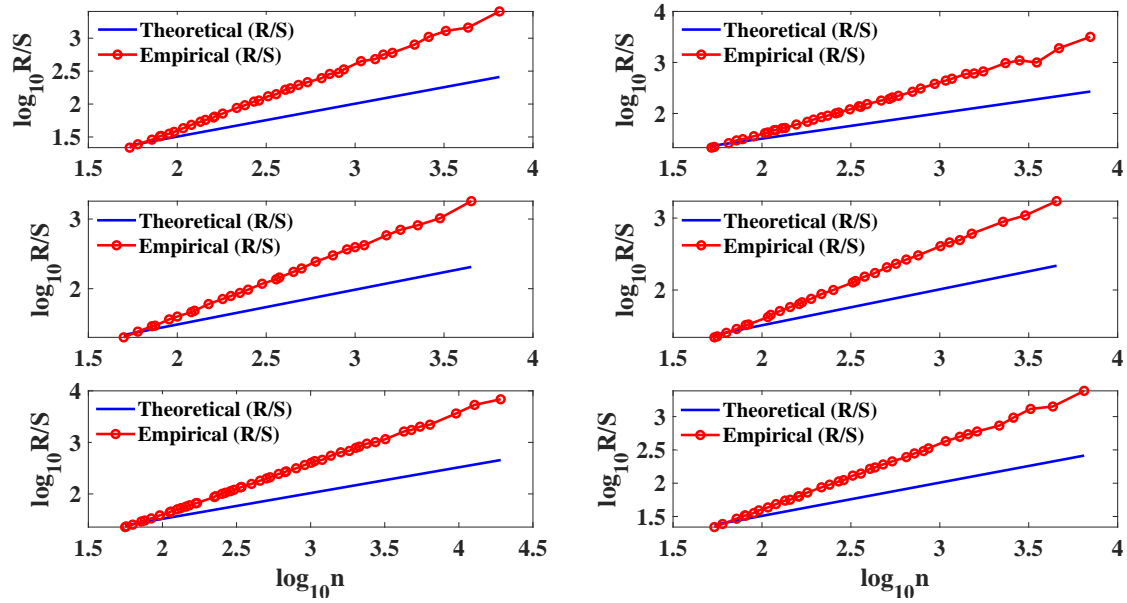 log10R/S
3
2.5
2
1.5
Theoretical (R/S)
Empirical (R/S)
1.5 2 2.5 3 3.5 4
log10R/S
4
3
2
Theoretical (R/S)
Empirical (R/S)
1.5 2 2.5 3 3.5 4
log10R/S
3
2
Theoretical (R/S)
Empirical (R/S)
1.5 2 2.5 3 3.5 4
log10R/S
3
2
Theoretical (R/S)
Empirical (R/S)
1.5 2 2.5 3 3.5 4
log10R/S
4
3
2
Theoretical (R/S)
Empirical (R/S)
1.5 2 2.5 3 3.5 4 4.5
log10n
log10R/S
3
2.5
2
1.5
Theoretical (R/S)
Empirical (R/S)
1.5 2 2.5 3 3.5 4
log10n